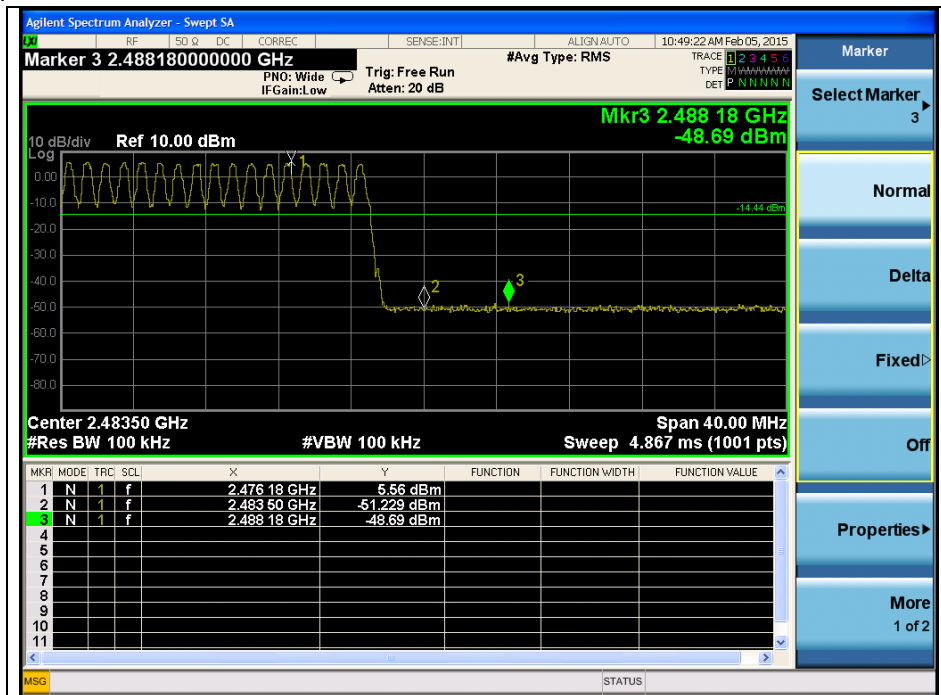 Agilent Spectrum Analyzer - Swept SA
LXI RF 50 Ω DC CORREC SENSE:INT ALIGN AUTO 10:49:22 AM Feb 05, 2015
Marker 3 2.488180000000 GHz
PNO: Wide
IFGain:Low
Trig: Free Run
Atten: 20 dB
#Avg Type: RMS
TRACE 1 2 3 4 5 6
TYPE M WWWWW
DET P N N N N N
Mkr3 2.488 18 GHz
-48.69 dBm
10 dB/div Ref 10.00 dBm
Log
0.00
-10.0
-20.0
-30.0
-40.0
-50.0
-60.0
-70.0
-80.0
1
2
3
-14.44 dBm
Center 2.48350 GHz Span 40.00 MHz
#Res BW 100 kHz #VBW 100 kHz Sweep 4.867 ms (1001 pts)
MKR MODE TRC SCL X Y FUNCTION FUNCTION WIDTH FUNCTION VALUE
1 N 1 f 2.476 18 GHz 5.56 dBm
2 N 1 f 2.483 50 GHz -51.229 dBm
3 N 1 f 2.488 18 GHz -48.69 dBm
4
5
6
7
8
9
10
11
MSG STATUS
Marker
Select Marker
3
Normal
Delta
Fixed
Off
Properties
More
1 of 2